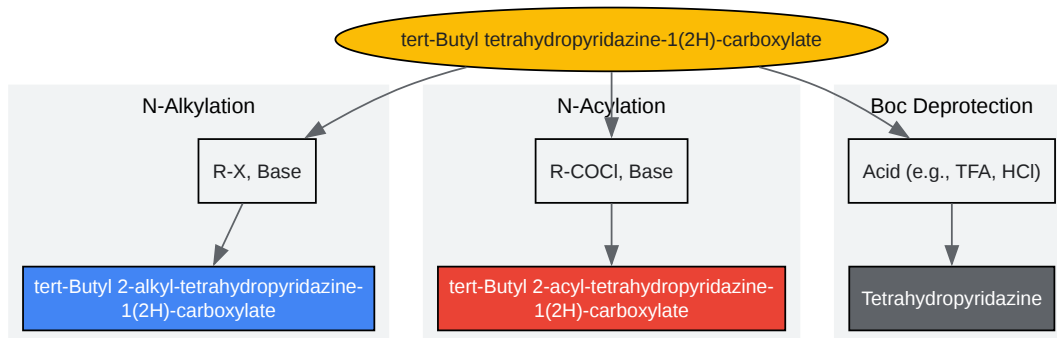 tert-Butyl tetrahydropyridazine-1(2H)-carboxylate
N-Alkylation
N-Acylation
Boc Deprotection
R-X, Base
R-COCl, Base
Acid (e.g., TFA, HCl)
tert-Butyl 2-alkyl-tetrahydropyridazine-
1(2H)-carboxylate
tert-Butyl 2-acyl-tetrahydropyridazine-
1(2H)-carboxylate
Tetrahydropyridazine